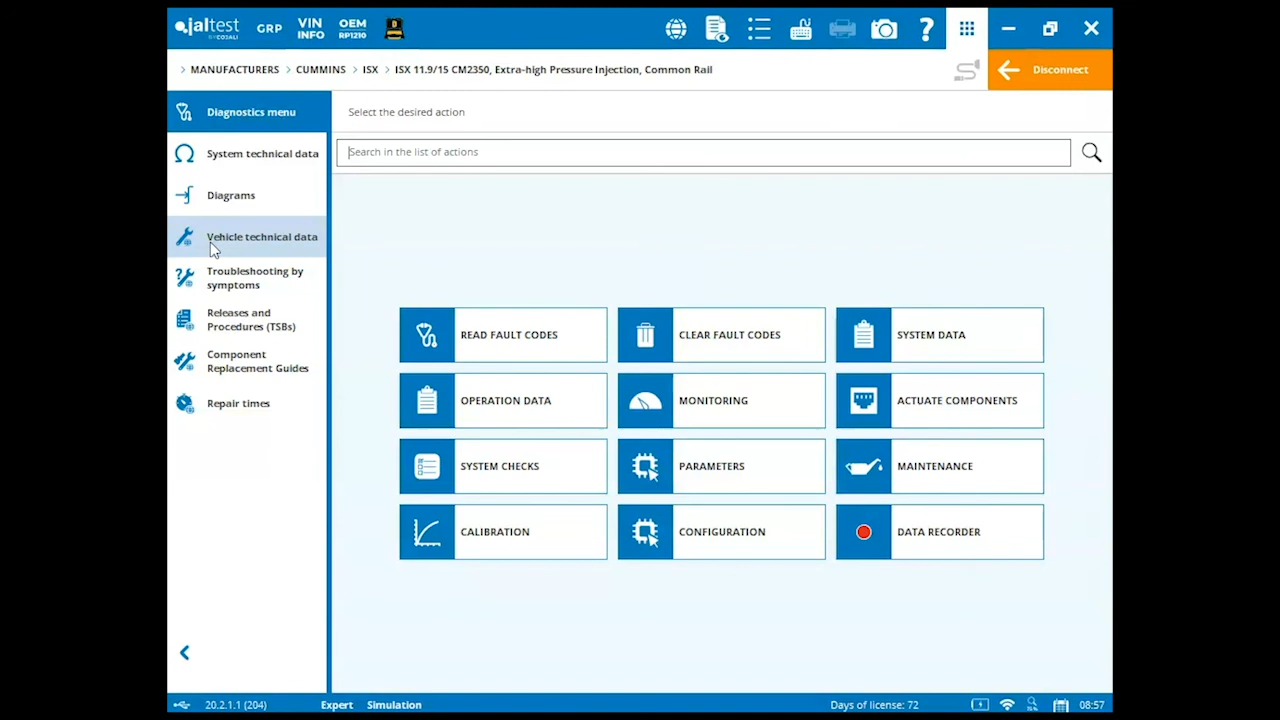 jaltest
BY COJALI
GRP
VIN
INFO
OEM
RP1210
> MANUFACTURERS > CUMMINS > ISX > ISX 11.9/15 CM2350, Extra-high Pressure Injection, Common Rail
Disconnect
Diagnostics menu
Select the desired action
System technical data
Search in the list of actions
Diagrams
Vehicle technical data
Troubleshooting by
symptoms
Releases and
Procedures (TSBs)
Component
Replacement Guides
Repair times
READ FAULT CODES
CLEAR FAULT CODES
SYSTEM DATA
OPERATION DATA
MONITORING
ACTUATE COMPONENTS
SYSTEM CHECKS
PARAMETERS
MAINTENANCE
CALIBRATION
CONFIGURATION
DATA RECORDER
20.2.1.1 (204)
Expert
Simulation
Days of license: 72
08:57